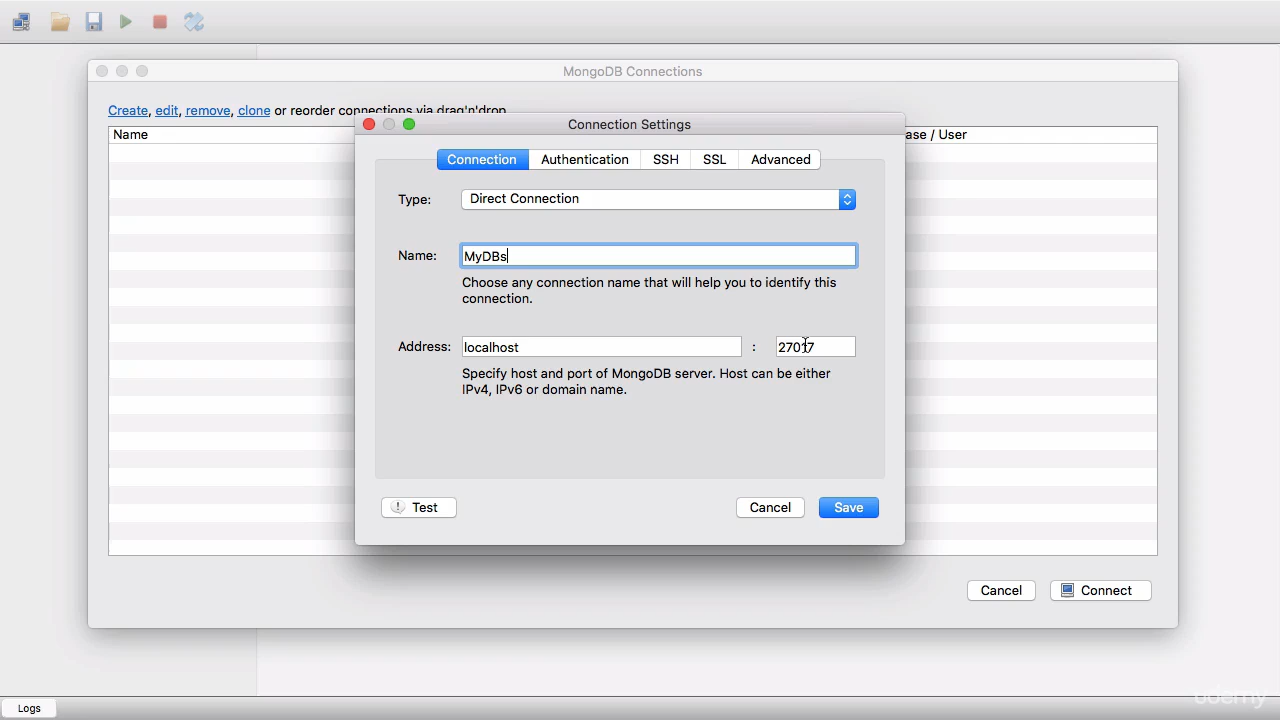 MongoDB Connections
Create, edit, remove, clone or reorder connections via drag'n'drop
Name
ase / User
Connection Settings
Connection Authentication SSH SSL Advanced
Type: Direct Connection
Name: MyDBs
Choose any connection name that will help you to identify this
connection.
Address: localhost : 27017
Specify host and port of MongoDB server. Host can be either
IPv4, IPv6 or domain name.
! Test Cancel Save
Cancel Connect
Logs
udemy